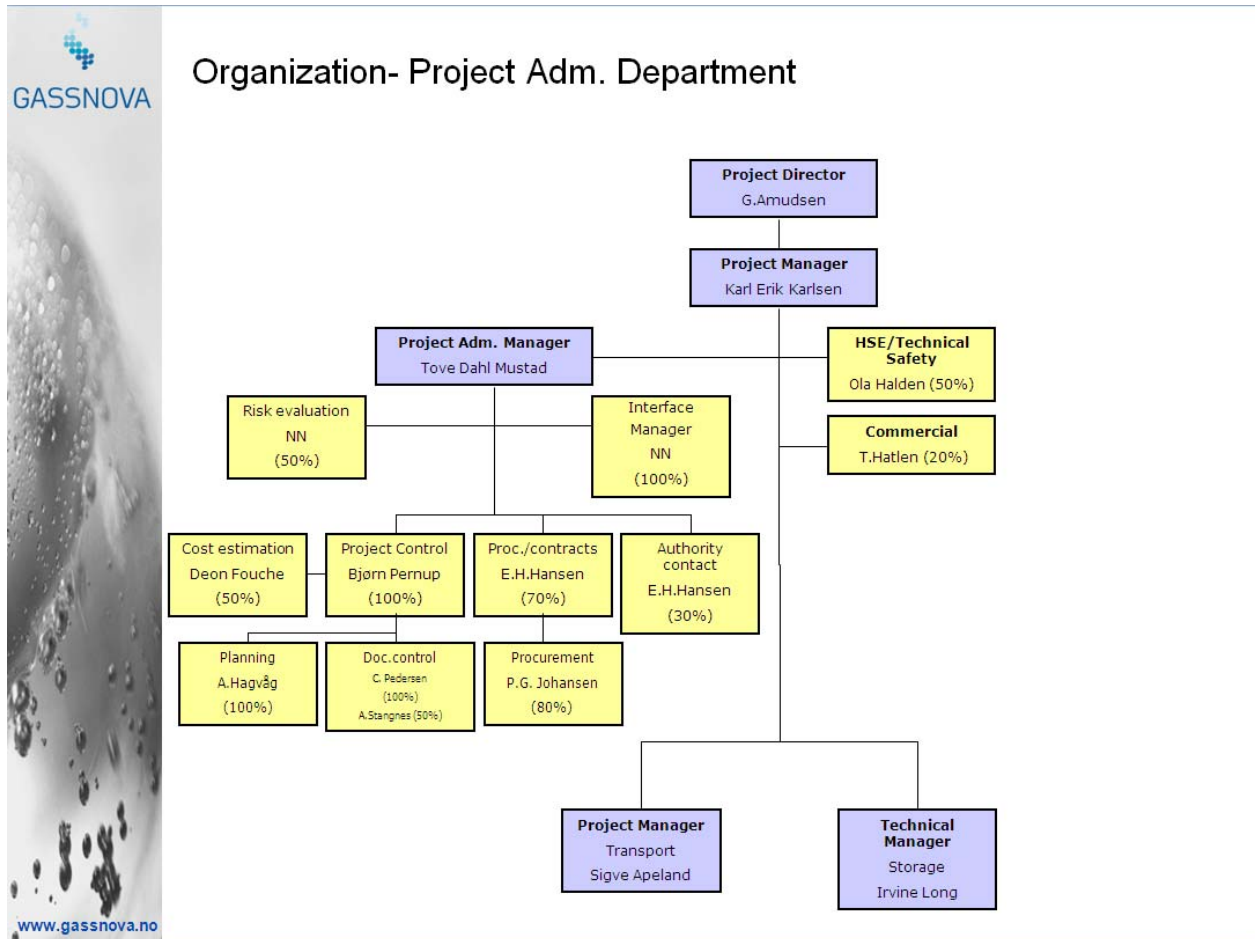 GASSNOVA
Organization- Project Adm. Department
Project Director
G.Amudsen
Project Manager
Karl Erik Karlsen
Project Adm. Manager
Tove Dahl Mustad
HSE/Technical
Safety
Ola Halden (50%)
Risk evaluation
NN
(50%)
Interface
Manager
NN
(100%)
Commercial
T.Hatlen (20%)
Cost estimation
Deon Fouche
(50%)
Project Control
Bjørn Pernup
(100%)
Proc./contracts
E.H.Hansen
(70%)
Authority
contact
E.H.Hansen
(30%)
Planning
A.Hagvåg
(100%)
Doc.control
C. Pedersen
(100%)
A.Stangnes (50%)
Procurement
P.G. Johansen
(80%)
Project Manager
Transport
Sigve Apeland
Technical
Manager
Storage
Irvine Long
www.gassnova.no